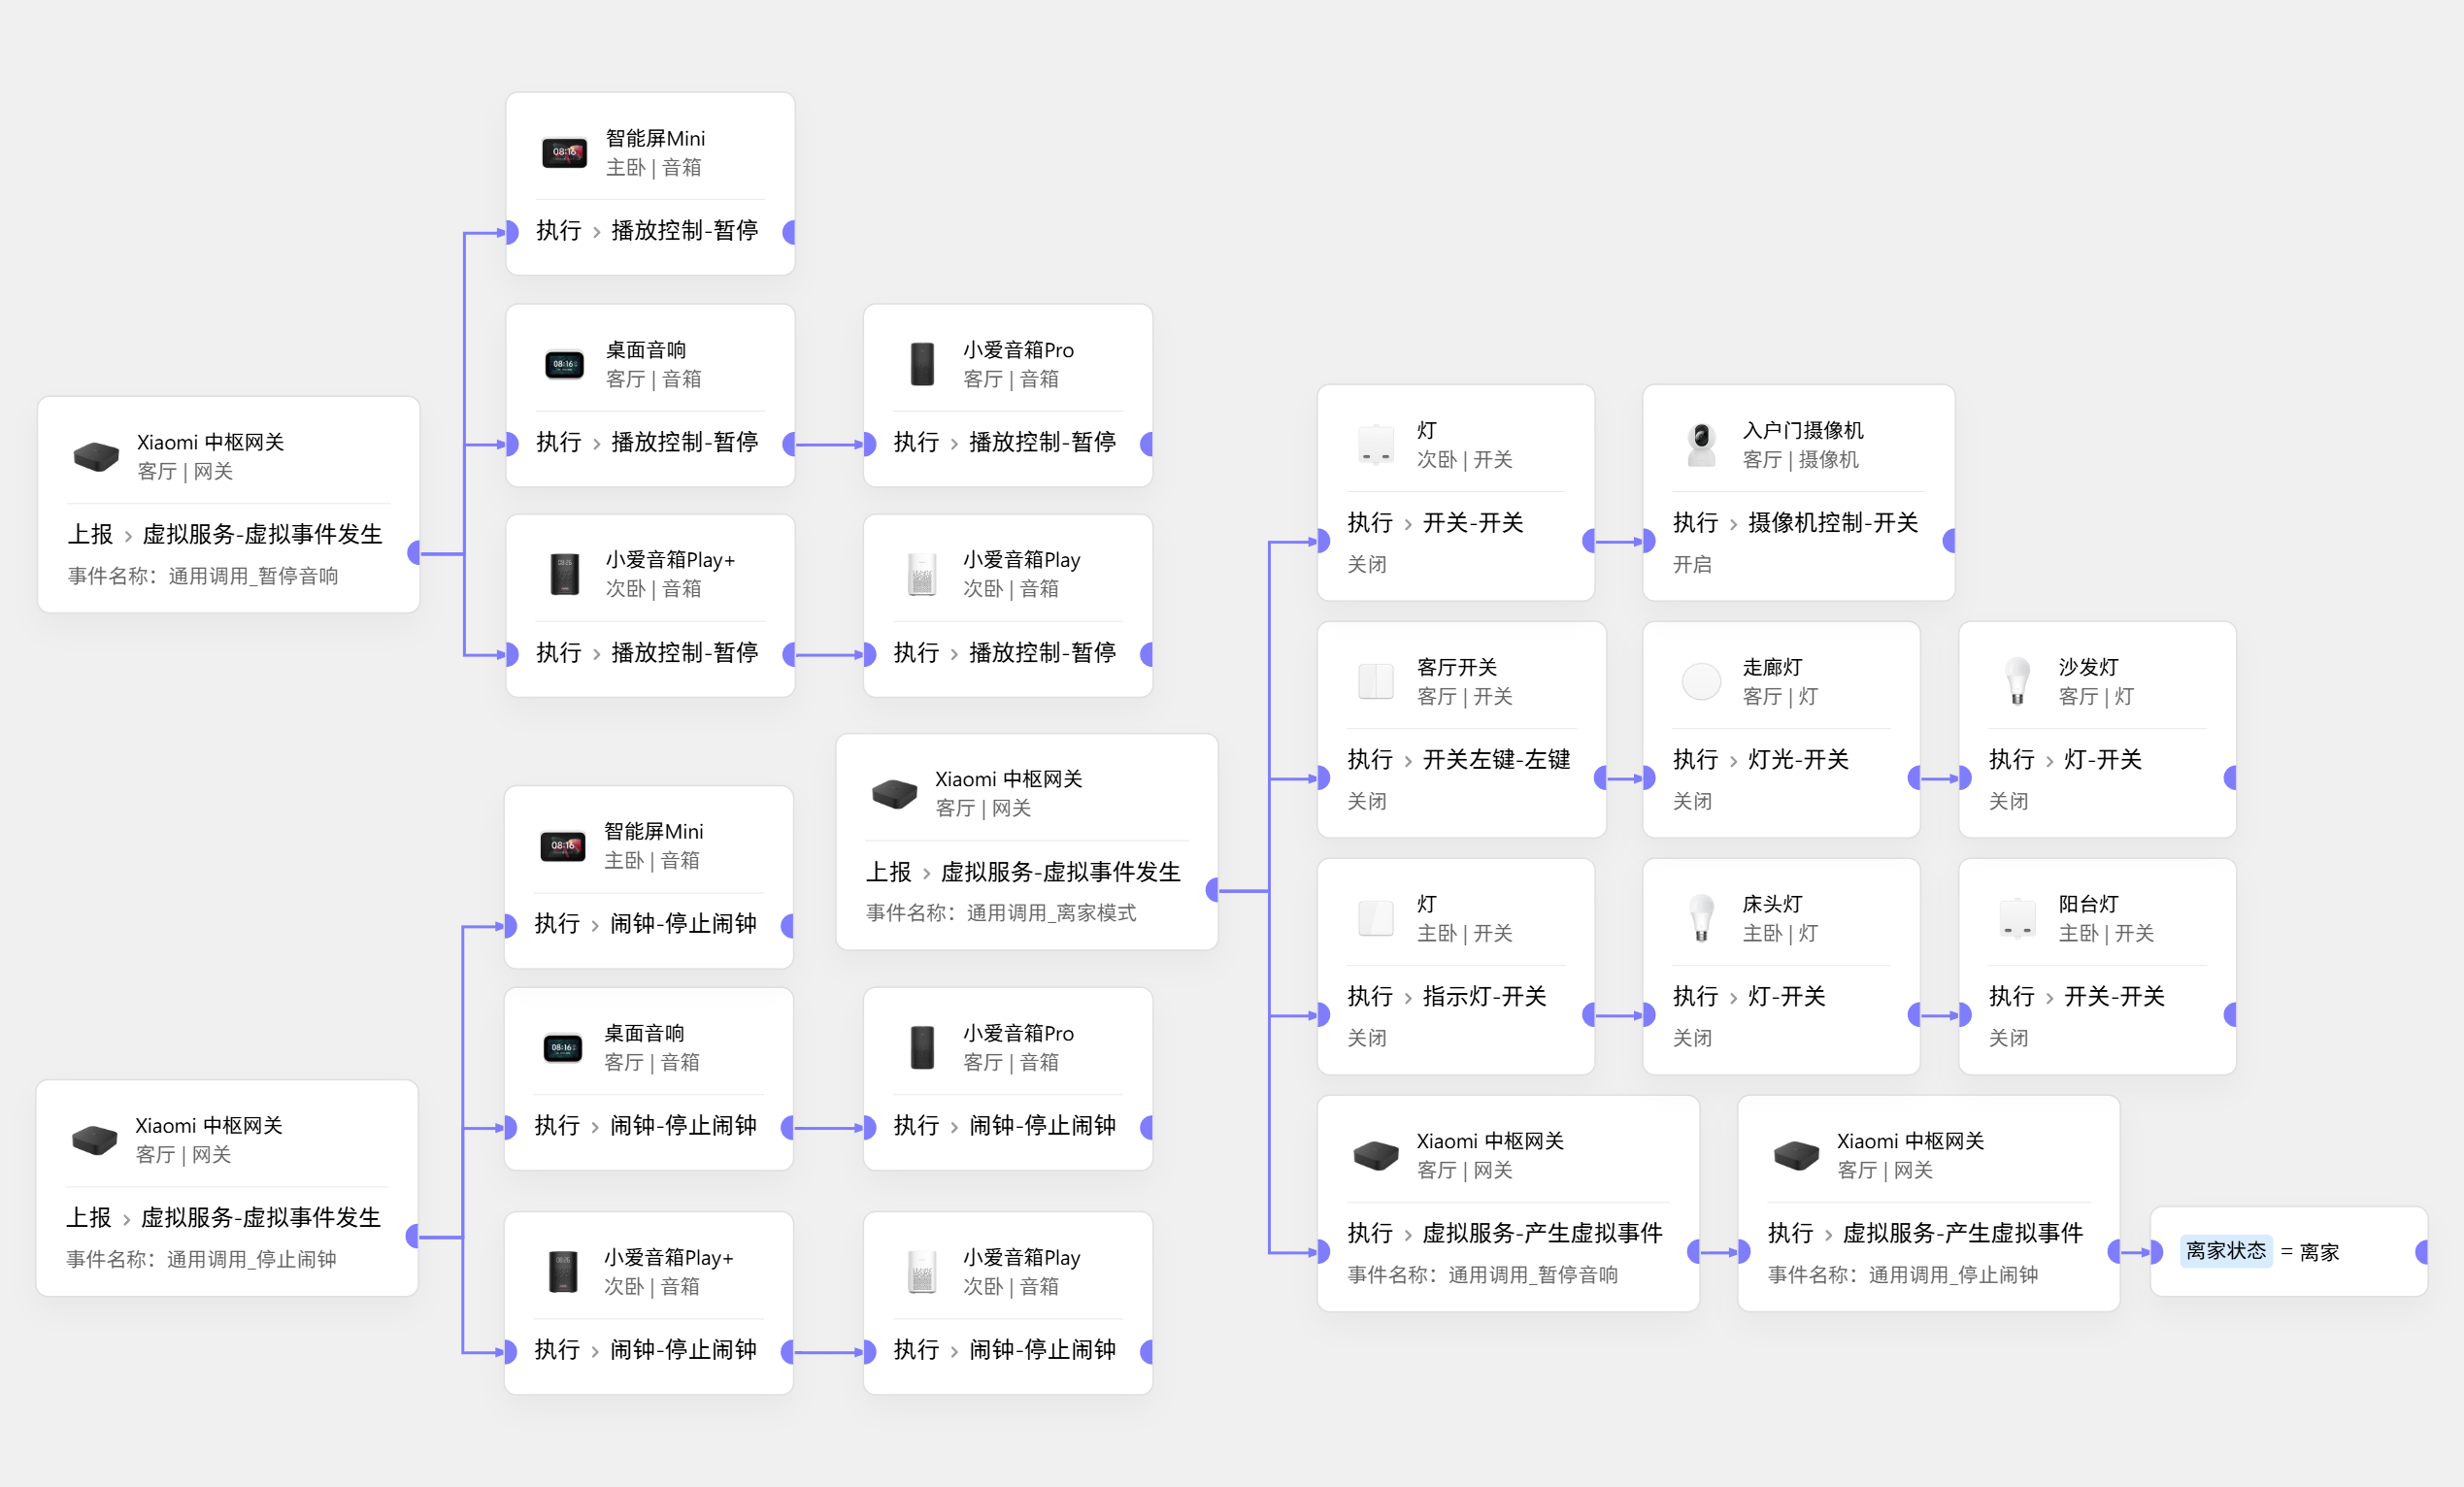 智能屏Mini
主卧 | 音箱
执行 › 播放控制-暂停
桌面音响
客厅 | 音箱
执行 › 播放控制-暂停
小爱音箱Pro
客厅 | 音箱
执行 › 播放控制-暂停
Xiaomi 中枢网关
客厅 | 网关
上报 › 虚拟服务-虚拟事件发生
事件名称：通用调用_暂停音响
小爱音箱Play+
次卧 | 音箱
执行 › 播放控制-暂停
小爱音箱Play
次卧 | 音箱
执行 › 播放控制-暂停
智能屏Mini
主卧 | 音箱
执行 › 闹钟-停止闹钟
桌面音响
客厅 | 音箱
执行 › 闹钟-停止闹钟
小爱音箱Pro
客厅 | 音箱
执行 › 闹钟-停止闹钟
Xiaomi 中枢网关
客厅 | 网关
上报 › 虚拟服务-虚拟事件发生
事件名称：通用调用_停止闹钟
小爱音箱Play+
次卧 | 音箱
执行 › 闹钟-停止闹钟
小爱音箱Play
次卧 | 音箱
执行 › 闹钟-停止闹钟
Xiaomi 中枢网关
客厅 | 网关
上报 › 虚拟服务-虚拟事件发生
事件名称：通用调用_离家模式
灯
次卧 | 开关
执行 › 开关-开关
关闭
入户门摄像机
客厅 | 摄像机
执行 › 摄像机控制-开关
开启
客厅开关
客厅 | 开关
执行 › 开关左键-左键
关闭
走廊灯
客厅 | 灯
执行 › 灯光-开关
关闭
沙发灯
客厅 | 灯
执行 › 灯-开关
关闭
灯
主卧 | 开关
执行 › 指示灯-开关
关闭
床头灯
主卧 | 灯
执行 › 灯-开关
关闭
阳台灯
主卧 | 开关
执行 › 开关-开关
关闭
Xiaomi 中枢网关
客厅 | 网关
执行 › 虚拟服务-产生虚拟事件
事件名称：通用调用_暂停音响
Xiaomi 中枢网关
客厅 | 网关
执行 › 虚拟服务-产生虚拟事件
事件名称：通用调用_停止闹钟
离家状态 = 离家